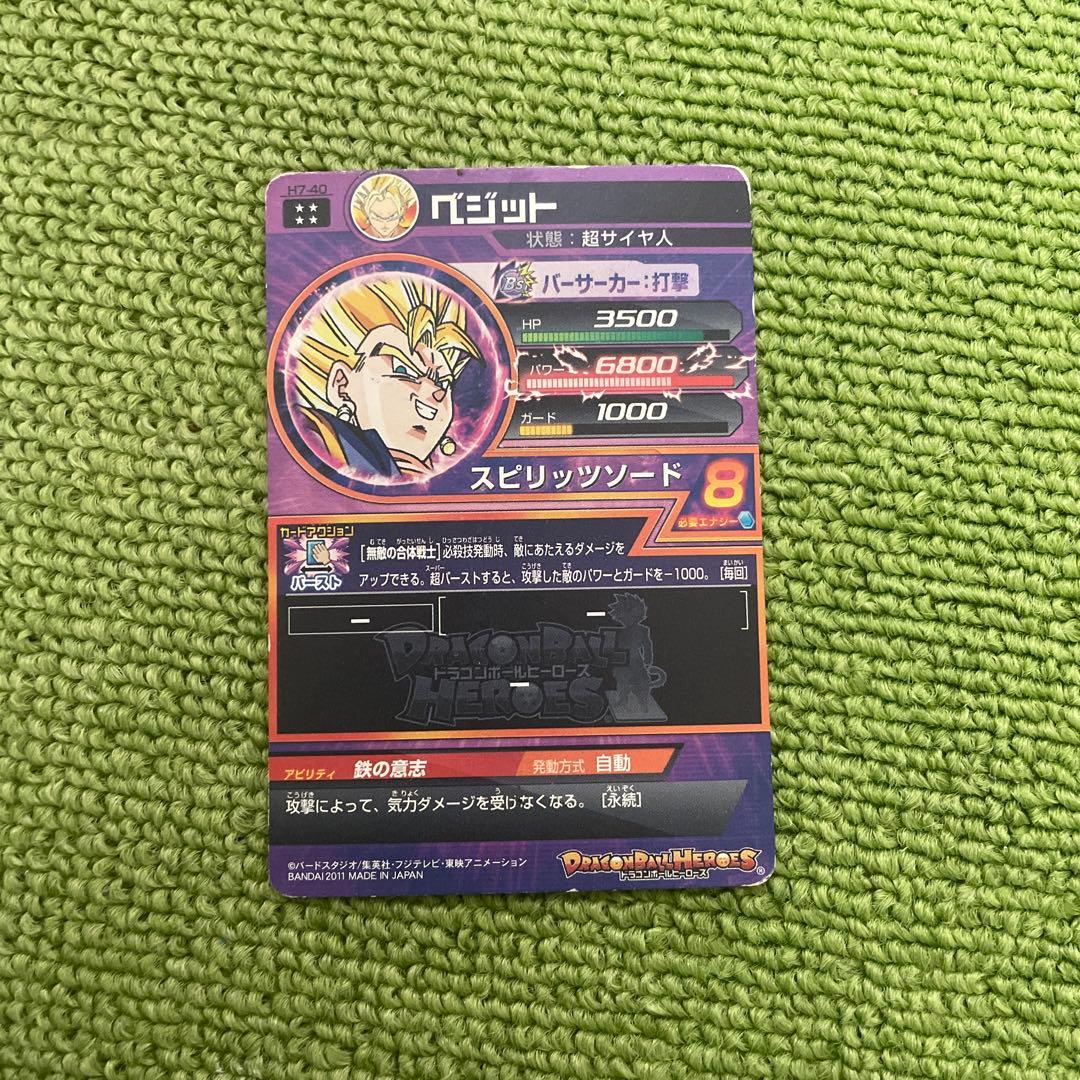 H7-40
ベジット
状態：超サイヤ人
BS バーサーカー：打撃
HP 3500
パワー 6800
ガード 1000
スピリッツソード 8
必要エナジー
カードアクション
バースト
[無敵の合体戦士]必殺技発動時、敵にあたえるダメージを
アップできる。超バーストすると、攻撃した敵のパワーとガードを−1000。[毎回]
DRAGONBALL
ドラゴンボールヒーローズ
HEROES
アビリティ 鉄の意志 発動方式 自動
攻撃によって、気力ダメージを受けなくなる。[永続]
©バードスタジオ/集英社・フジテレビ・東映アニメーション
BANDAI 2011 MADE IN JAPAN
DRAGONBALL HEROES®
ドラゴンボールヒーローズ